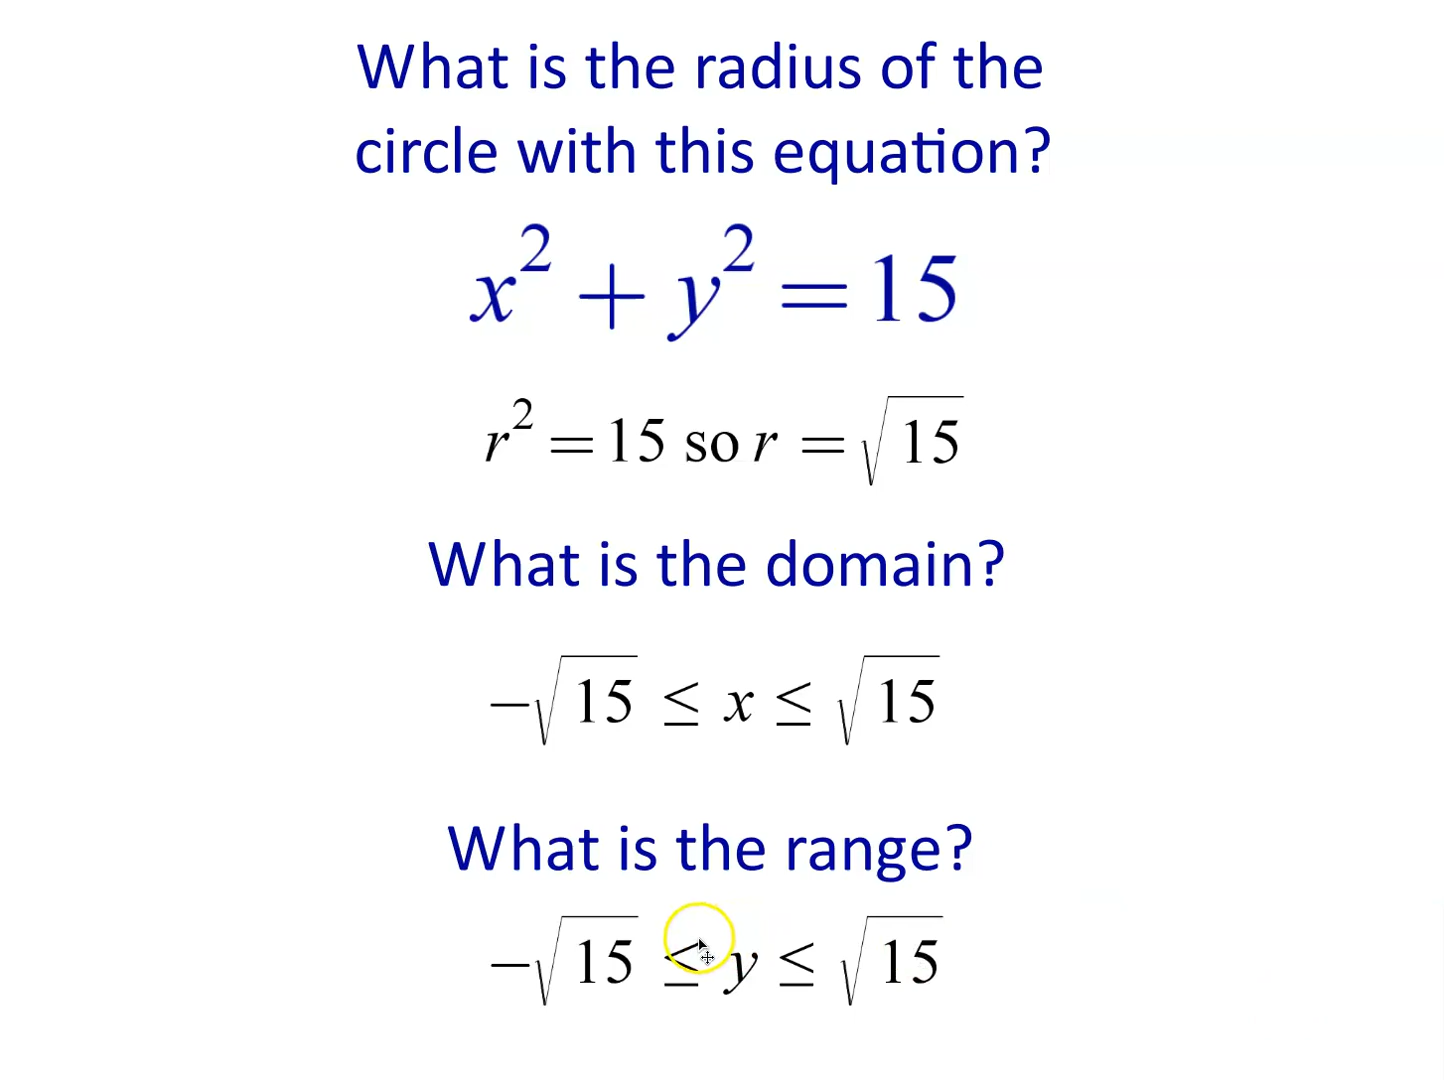 What is the radius of the
circle with this equation?
x² + y² = 15
r² = 15 so r = √15
What is the domain?
−√15 ≤ x ≤ √15
What is the range?
−√15 ≤ y ≤ √15